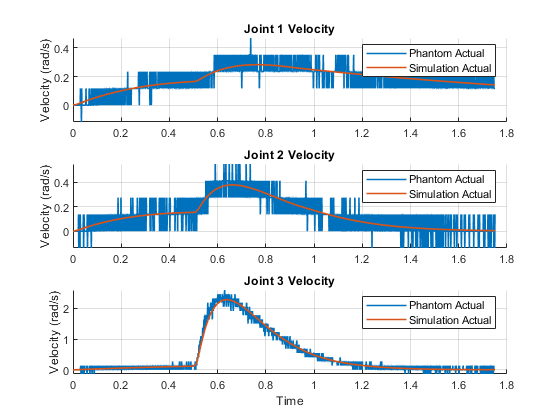 Joint 1 Velocity
Velocity (rad/s)
0.4
0.2
0
Phantom Actual
Simulation Actual
0 0.2 0.4 0.6 0.8 1 1.2 1.4 1.6 1.8
Joint 2 Velocity
Velocity (rad/s)
0.4
0.2
0
Phantom Actual
Simulation Actual
0 0.2 0.4 0.6 0.8 1 1.2 1.4 1.6 1.8
Joint 3 Velocity
Velocity (rad/s)
2
1
0
Phantom Actual
Simulation Actual
0 0.2 0.4 0.6 0.8 1 1.2 1.4 1.6 1.8
Time